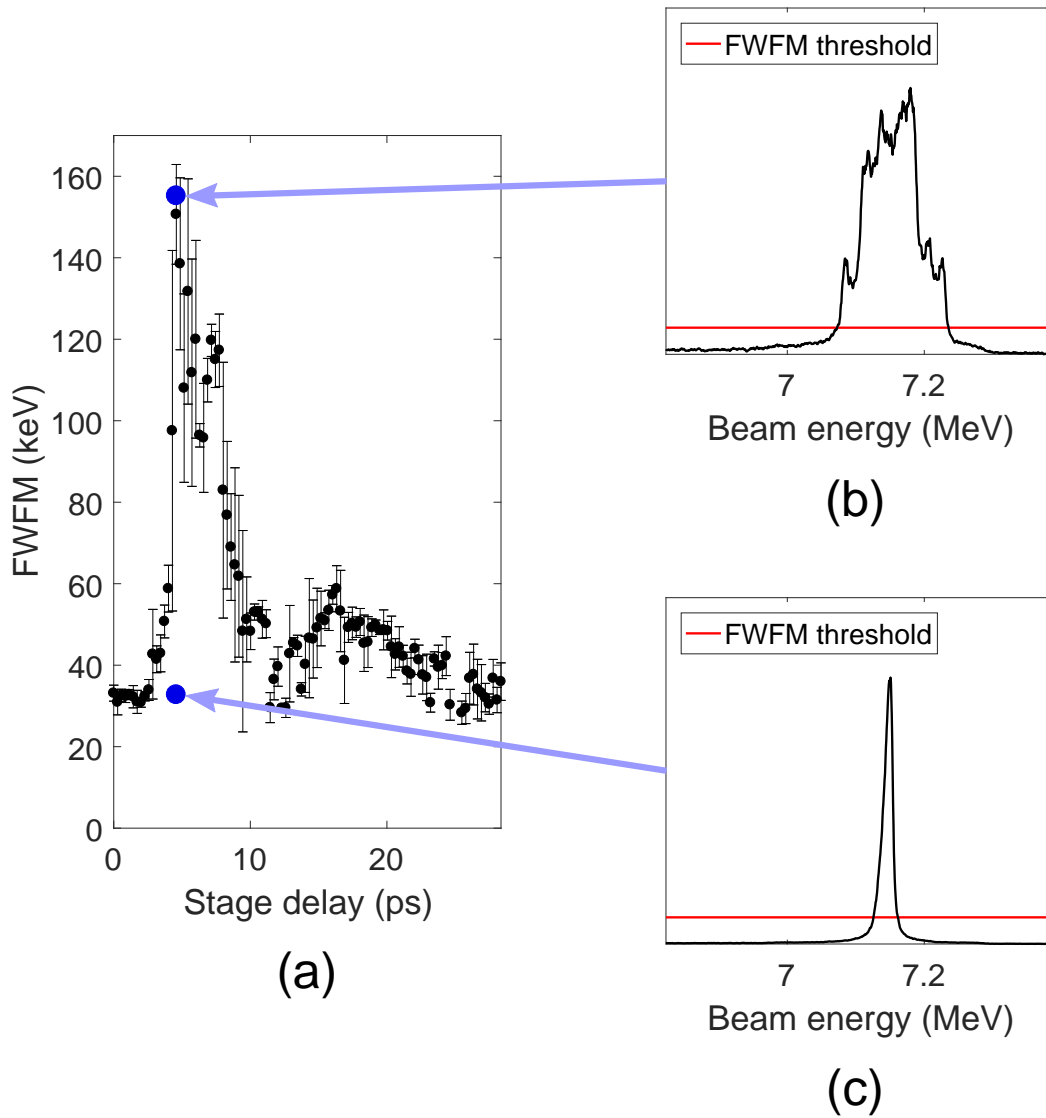 FWFM (keV)
160
140
120
100
80
60
40
20
0
0 10 20
Stage delay (ps)
(a)
FWFM threshold
7 7.2
Beam energy (MeV)
(b)
FWFM threshold
7 7.2
Beam energy (MeV)
(c)